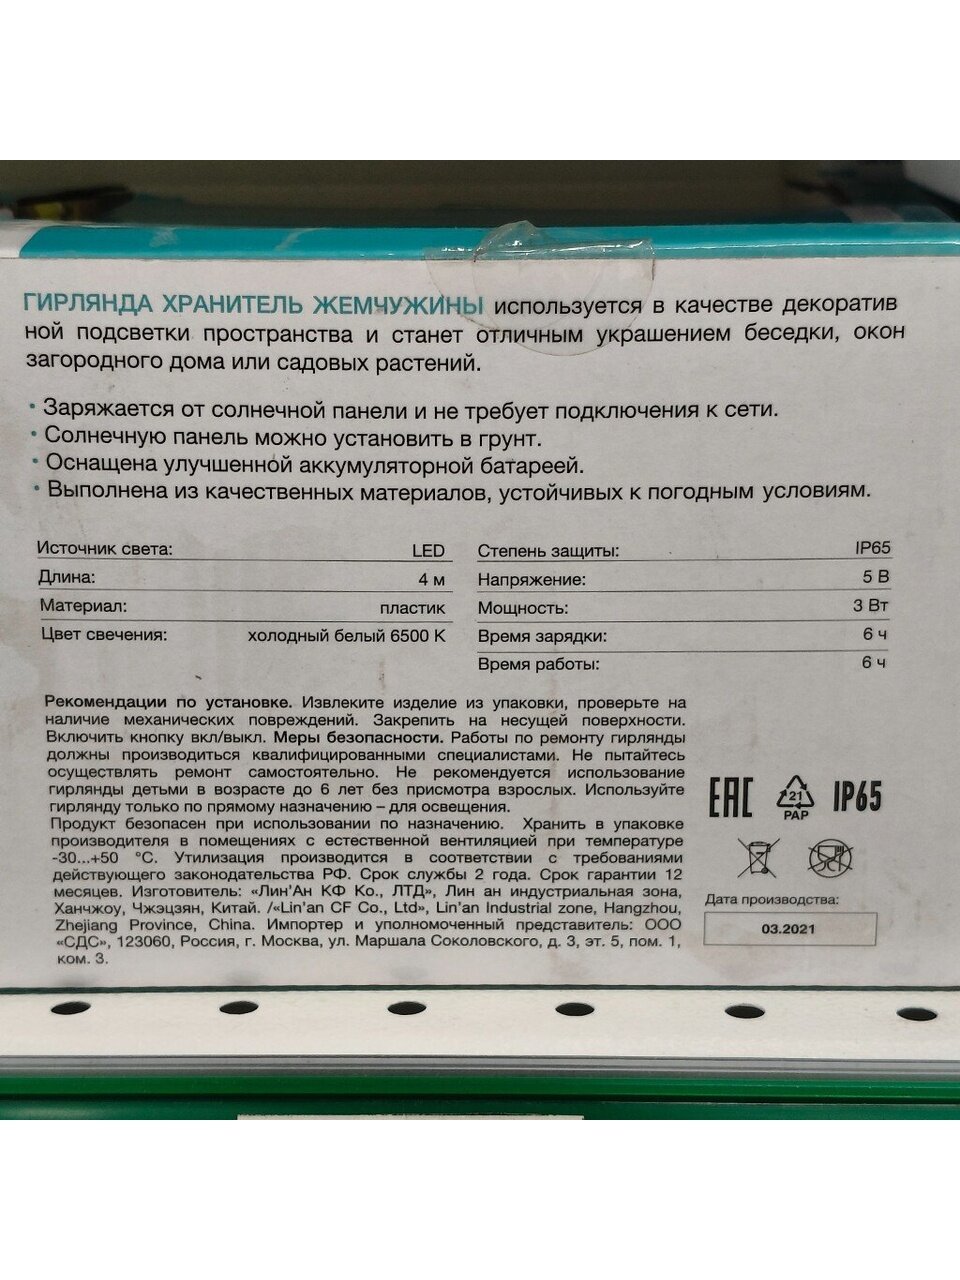 ГИРЛЯНДА ХРАНИТЕЛЬ ЖЕМЧУЖИНЫ используется в качестве декоратив
ной подсветки пространства и станет отличным украшением беседки, окон
загородного дома или садовых растений.
• Заряжается от солнечной панели и не требует подключения к сети.
• Солнечную панель можно установить в грунт.
• Оснащена улучшенной аккумуляторной батареей.
• Выполнена из качественных материалов, устойчивых к погодным условиям.
Источник света: LED
Длина: 4 м
Материал: пластик
Цвет свечения: холодный белый 6500 К
Степень защиты: IP65
Напряжение: 5 В
Мощность: 3 Вт
Время зарядки: 6 ч
Время работы: 6 ч
Рекомендации по установке. Извлеките изделие из упаковки, проверьте на
наличие механических повреждений. Закрепить на несущей поверхности.
Включить кнопку вкл/выкл. Меры безопасности. Работы по ремонту гирлянды
должны производиться квалифицированными специалистами. Не пытайтесь
осуществлять ремонт самостоятельно. Не рекомендуется использование
гирлянды детьми в возрасте до 6 лет без присмотра взрослых. Используйте
гирлянду только по прямому назначению – для освещения.
Продукт безопасен при использовании по назначению. Хранить в упаковке
производителя в помещениях с естественной вентиляцией при температуре
-30...+50 °С. Утилизация производится в соответствии с требованиями
действующего законодательства РФ. Срок службы 2 года. Срок гарантии 12
месяцев. Изготовитель: «Лин'Ан КФ Ко., ЛТД», Лин ан индустриальная зона,
Ханчжоу, Чжэцзян, Китай. /«Lin'an CF Co., Ltd», Lin'an Industrial zone, Hangzhou,
Zhejiang Province, China. Импортер и уполномоченный представитель: ООО
«СДС», 123060, Россия, г. Москва, ул. Маршала Соколовского, д. 3, эт. 5, пом. 1,
ком. 3.
EAC 21 PAP IP65
Дата производства:
03.2021